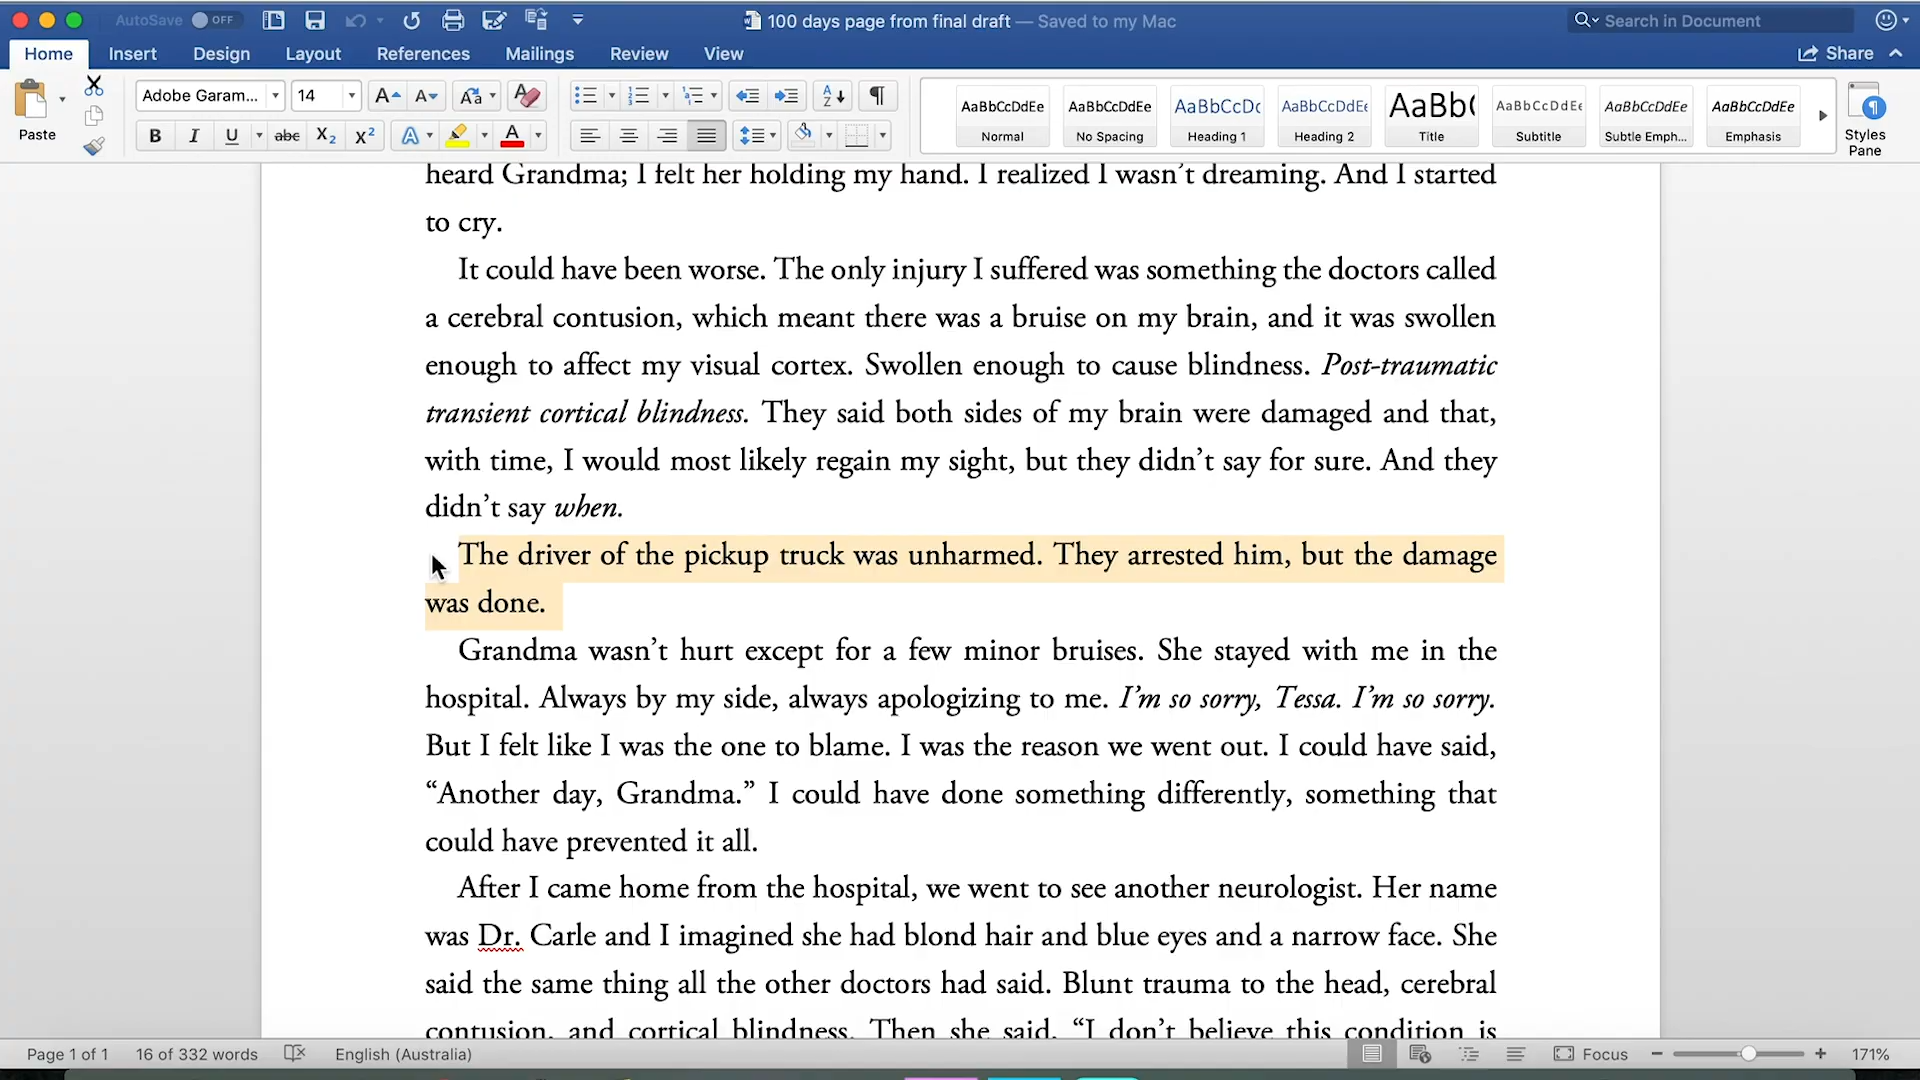 AutoSave OFF
100 days page from final draft — Saved to my Mac
Search in Document
Home Insert Design Layout References Mailings Review View
Share
Paste
Adobe Garam... 14
AaBbCcDdEe AaBbCcDdEe AaBbCcDc AaBbCcDdEe AaBb( AaBbCcDdEe AaBbCcDdEe AaBbCcDdEe
Normal No Spacing Heading 1 Heading 2 Title Subtitle Subtle Emph... Emphasis
Styles
Pane
heard Grandma; I felt her holding my hand. I realized I wasn’t dreaming. And I started
to cry.
It could have been worse. The only injury I suffered was something the doctors called
a cerebral contusion, which meant there was a bruise on my brain, and it was swollen
enough to affect my visual cortex. Swollen enough to cause blindness. Post-traumatic
transient cortical blindness. They said both sides of my brain were damaged and that,
with time, I would most likely regain my sight, but they didn’t say for sure. And they
didn’t say when.
The driver of the pickup truck was unharmed. They arrested him, but the damage
was done.
Grandma wasn’t hurt except for a few minor bruises. She stayed with me in the
hospital. Always by my side, always apologizing to me. I’m so sorry, Tessa. I’m so sorry.
But I felt like I was the one to blame. I was the reason we went out. I could have said,
“Another day, Grandma.” I could have done something differently, something that
could have prevented it all.
After I came home from the hospital, we went to see another neurologist. Her name
was Dr. Carle and I imagined she had blond hair and blue eyes and a narrow face. She
said the same thing all the other doctors had said. Blunt trauma to the head, cerebral
contusion, and cortical blindness. Then she said, “I don’t believe this condition is
Page 1 of 1 16 of 332 words English (Australia) Focus 171%